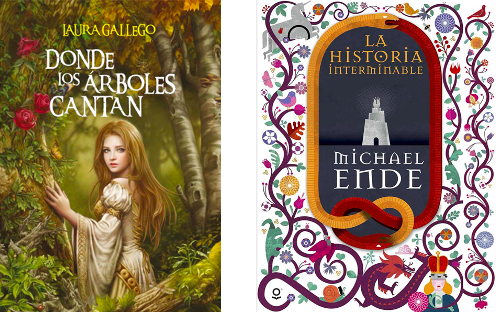 LAURA GALLEGO
DONDE
LOS ÁRBOLES
CANTAN
LA
HISTORIA
INTERMINABLE
MICHAEL
ENDE